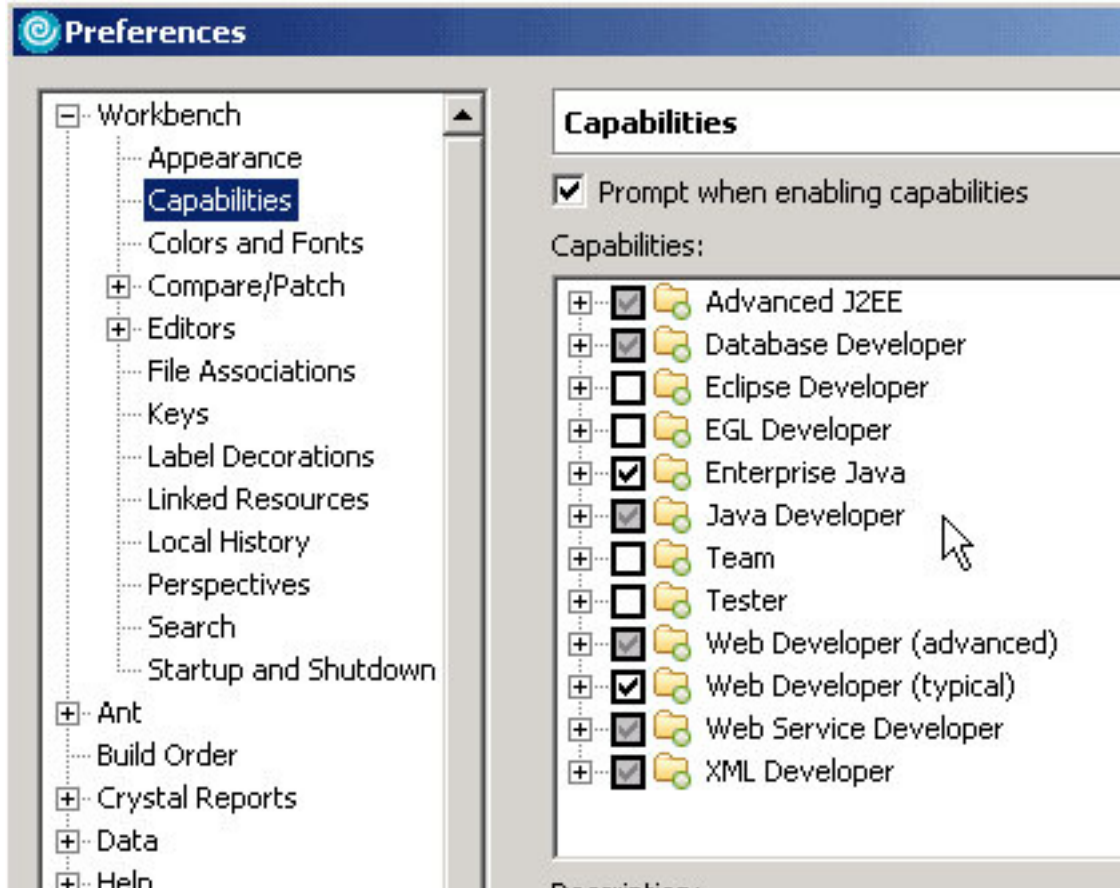 Preferences
Workbench
Appearance
Capabilities
Colors and Fonts
Compare/Patch
Editors
File Associations
Keys
Label Decorations
Linked Resources
Local History
Perspectives
Search
Startup and Shutdown
Ant
Build Order
Crystal Reports
Data
Help
Capabilities
Prompt when enabling capabilities
Capabilities:
Advanced J2EE
Database Developer
Eclipse Developer
EGL Developer
Enterprise Java
Java Developer
Team
Tester
Web Developer (advanced)
Web Developer (typical)
Web Service Developer
XML Developer
Description: